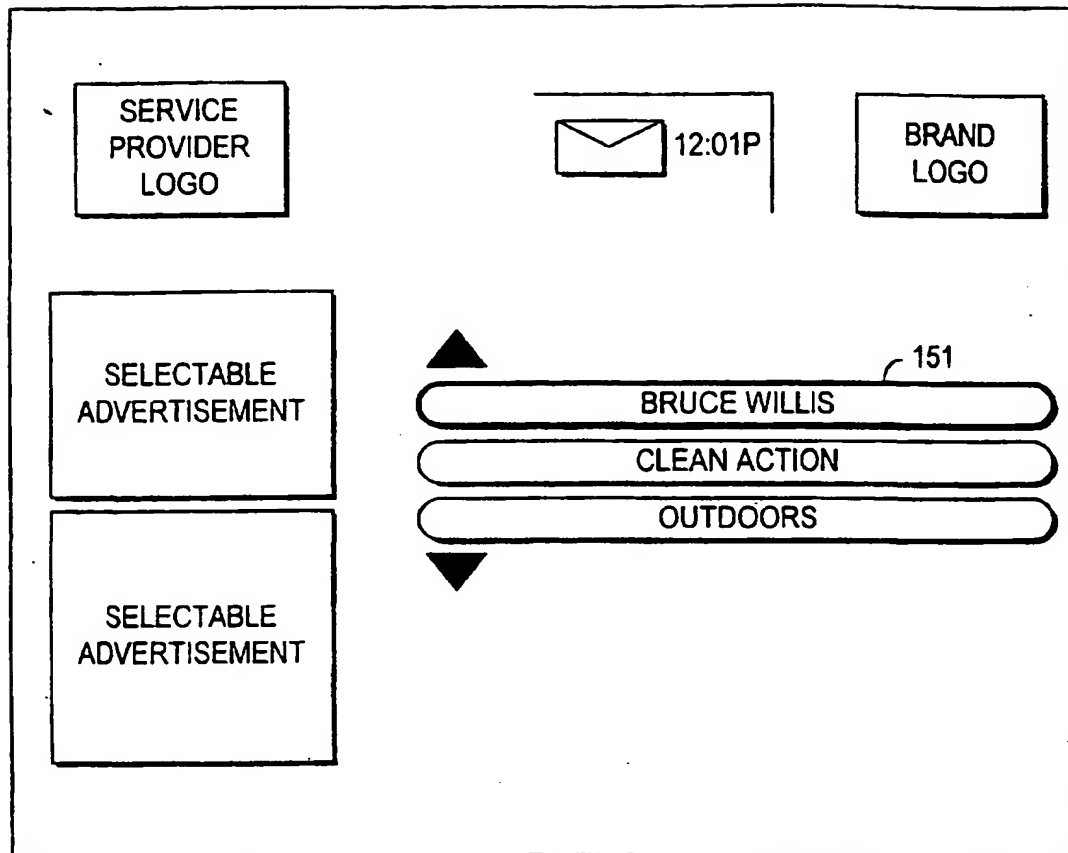 SERVICE
PROVIDER
LOGO
12:01P
BRAND
LOGO
SELECTABLE
ADVERTISEMENT
151
BRUCE WILLIS
CLEAN ACTION
OUTDOORS
SELECTABLE
ADVERTISEMENT